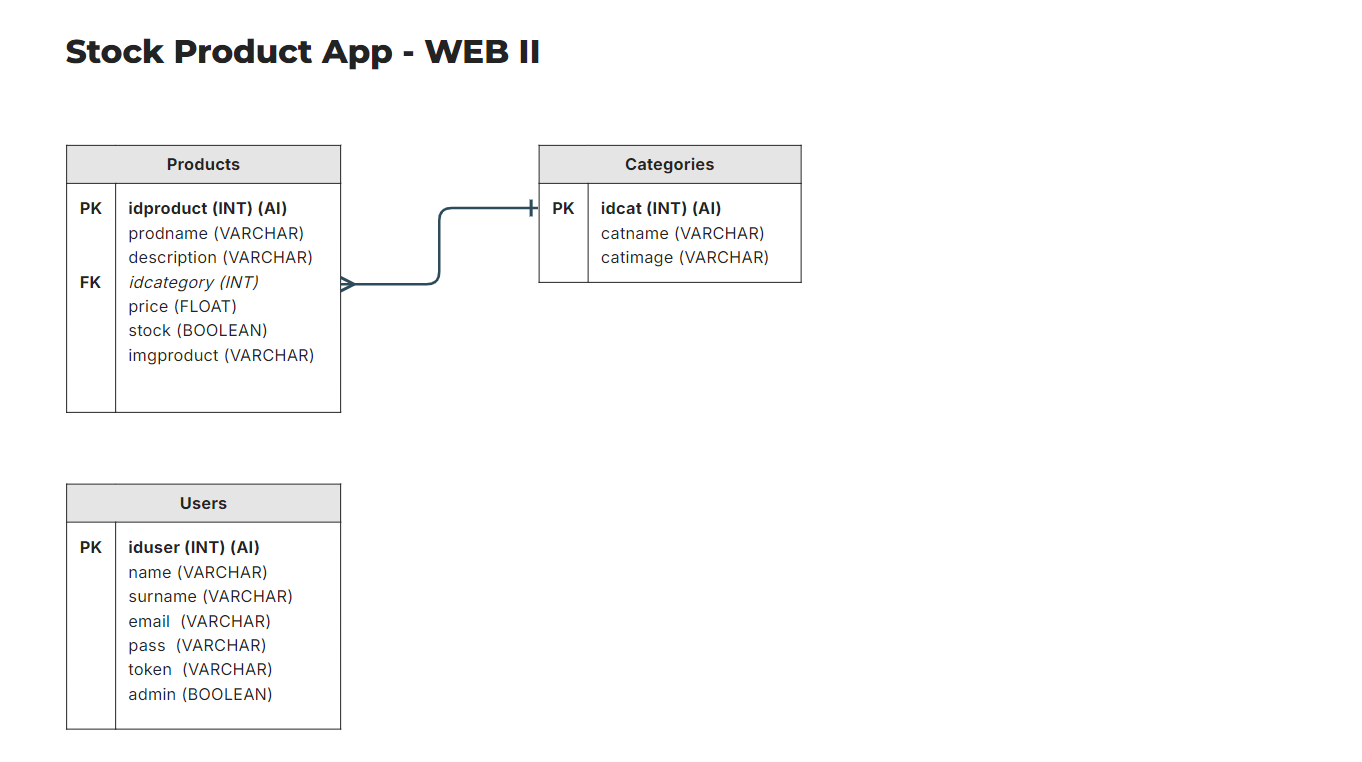 Stock Product App - WEB II
Products
PK idproduct (INT) (AI)
prodname (VARCHAR)
description (VARCHAR)
FK idcategory (INT)
price (FLOAT)
stock (BOOLEAN)
imgproduct (VARCHAR)
Categories
PK idcat (INT) (AI)
catname (VARCHAR)
catimage (VARCHAR)
Users
PK iduser (INT) (AI)
name (VARCHAR)
surname (VARCHAR)
email (VARCHAR)
pass (VARCHAR)
token (VARCHAR)
admin (BOOLEAN)